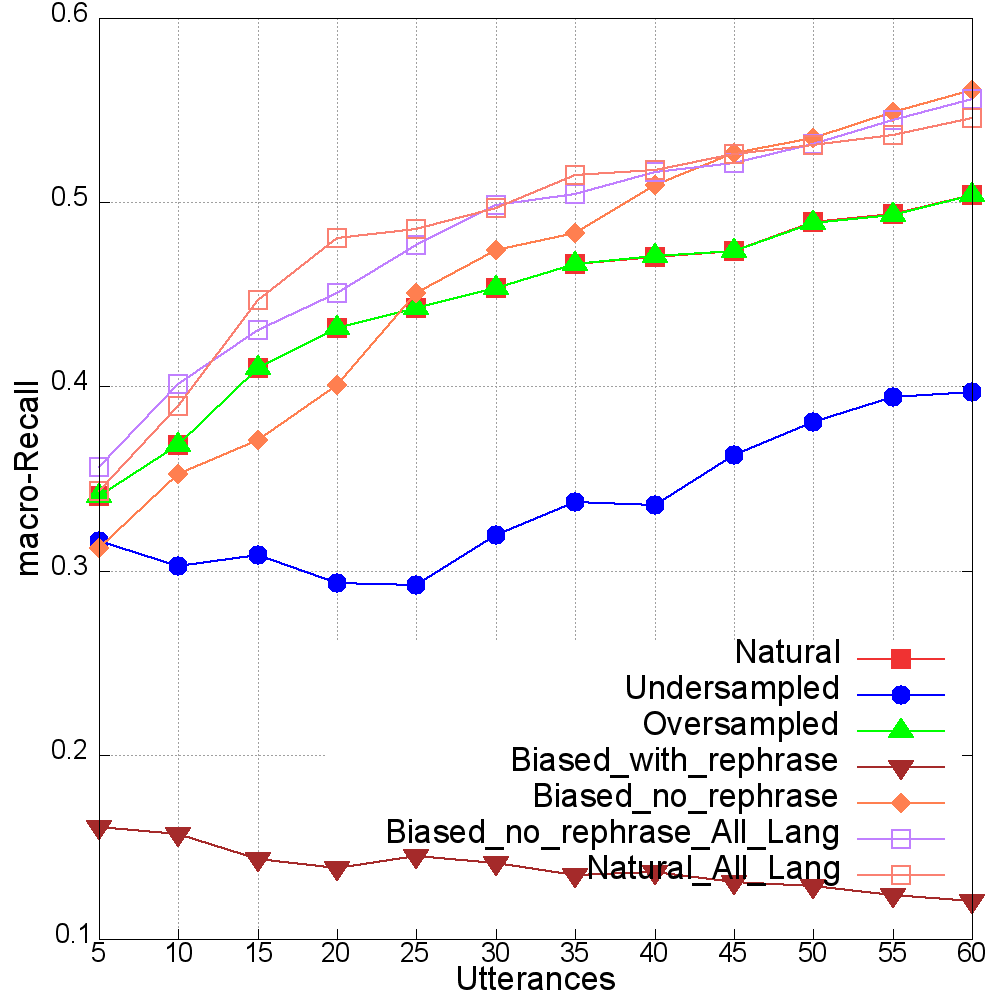 0.6
0.5
0.4
0.3
0.2
0.1
macro-Recall
Natural
Undersampled
Oversampled
Biased_with_rephrase
Biased_no_rephrase
Biased_no_rephrase_All_Lang
Natural_All_Lang
5 10 15 20 25 30 35 40 45 50 55 60
Utterances